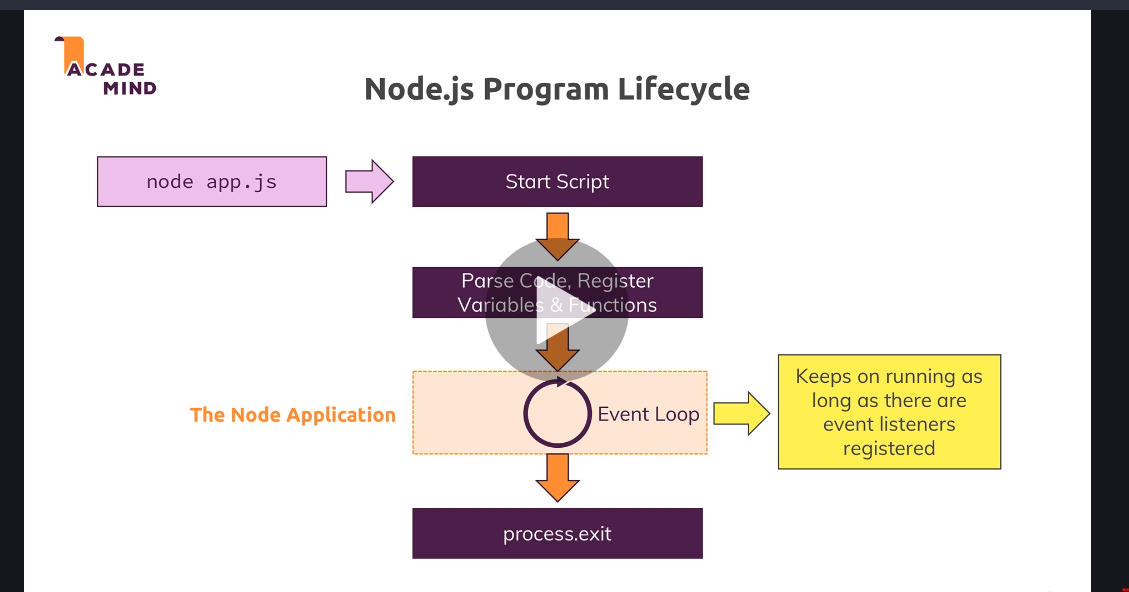 ACADE
MIND
Node.js Program Lifecycle
node app.js
Start Script
Parse Code, Register
Variables & Functions
The Node Application
Event Loop
Keeps on running as
long as there are
event listeners
registered
process.exit